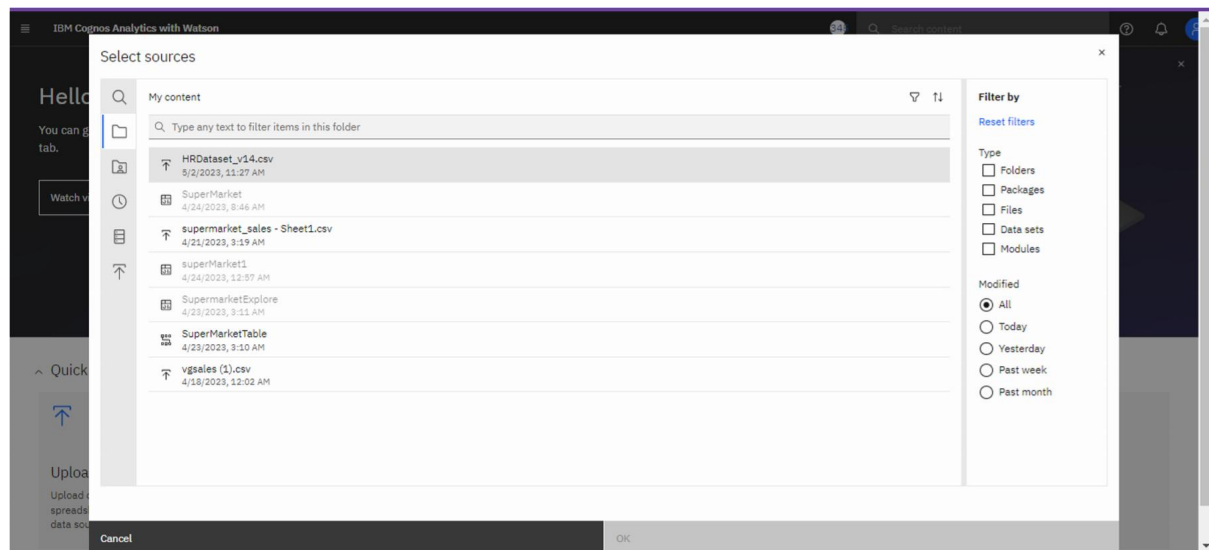 IBM Cognos Analytics with Watson
Search content
Select sources
Hello
You can g
tab.
Watch vi
My content
Type any text to filter items in this folder
HRDataset_v14.csv
5/2/2023, 11:27 AM
SuperMarket
4/24/2023, 8:46 AM
supermarket_sales - Sheet1.csv
4/21/2023, 3:19 AM
superMarket1
4/24/2023, 12:57 AM
SupermarketExplore
4/23/2023, 3:11 AM
SuperMarketTable
4/23/2023, 3:10 AM
vgsales (1).csv
4/18/2023, 12:02 AM
Filter by
Reset filters
Type
Folders
Packages
Files
Data sets
Modules
Modified
All
Today
Yesterday
Past week
Past month
Quick
Uploa
Upload
spreads
data sou
Cancel
OK